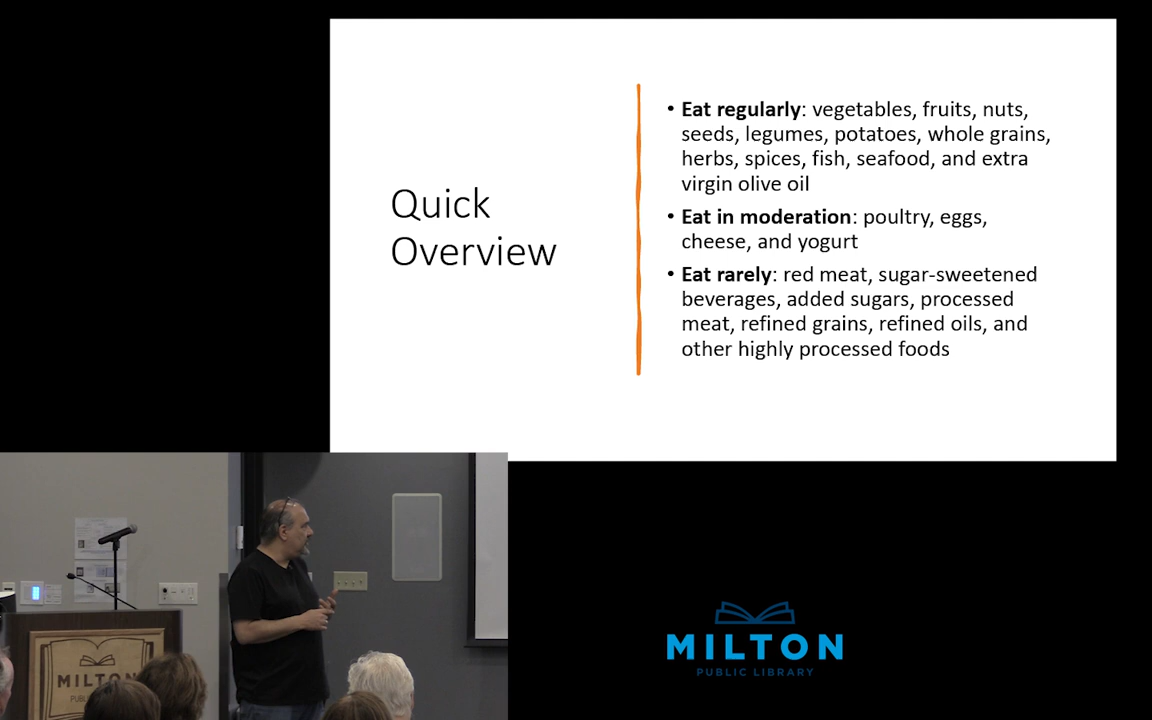 Quick
Overview
• Eat regularly: vegetables, fruits, nuts,
seeds, legumes, potatoes, whole grains,
herbs, spices, fish, seafood, and extra
virgin olive oil
• Eat in moderation: poultry, eggs,
cheese, and yogurt
• Eat rarely: red meat, sugar-sweetened
beverages, added sugars, processed
meat, refined grains, refined oils, and
other highly processed foods
MILTON
MILTON
PUBLIC LIBRARY